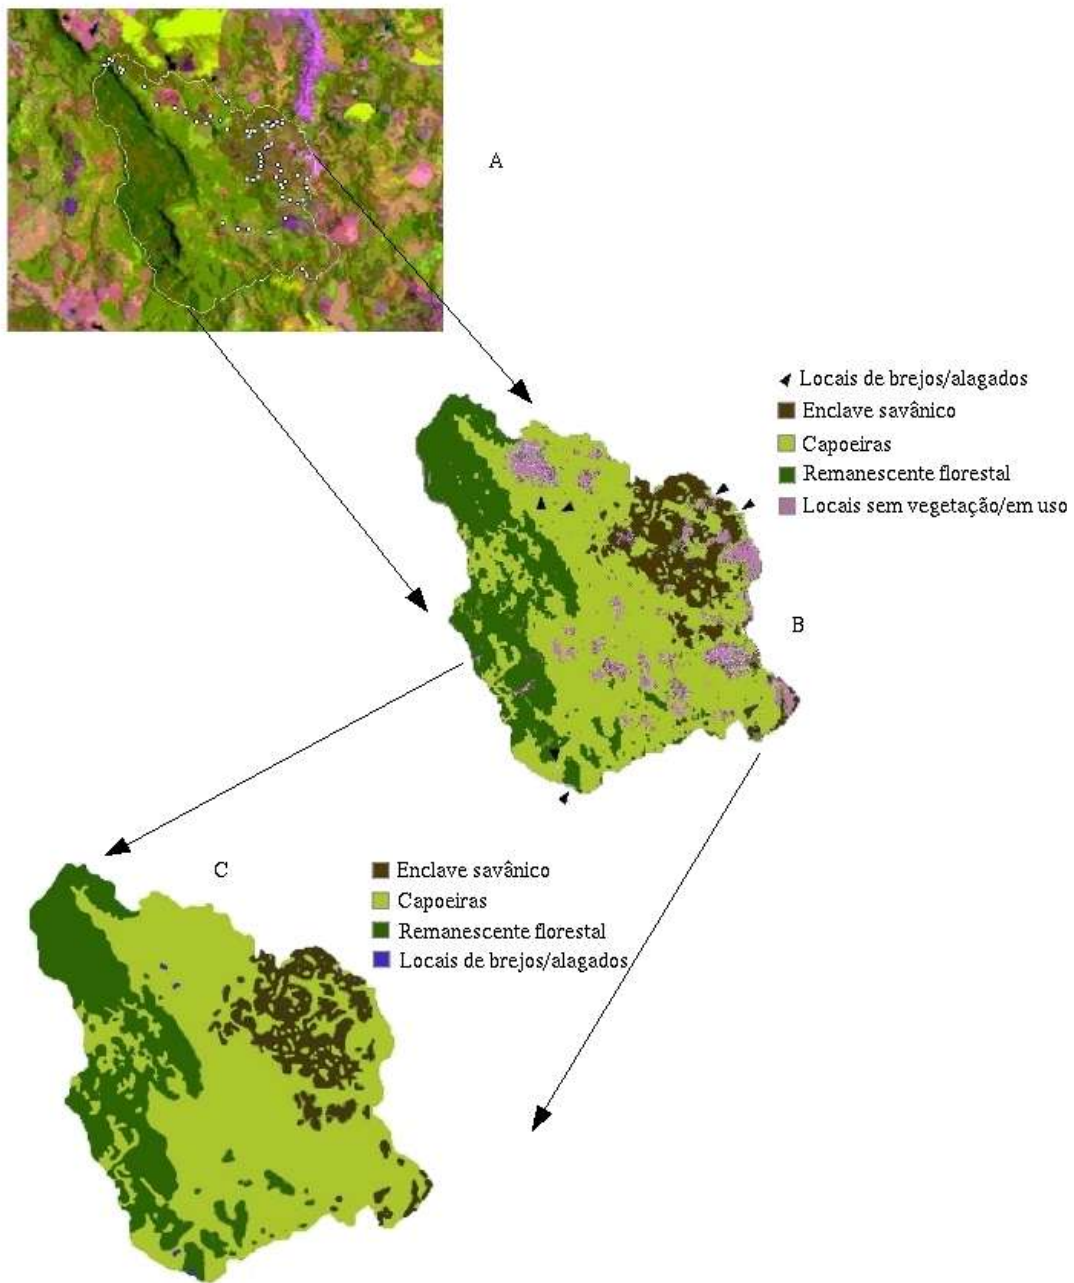 A
Locais de brejos/alagados
Enclave savânico
Capoeiras
Remanescente florestal
Locais sem vegetação/em uso
B
C
Enclave savânico
Capoeiras
Remanescente florestal
Locais de brejos/alagados